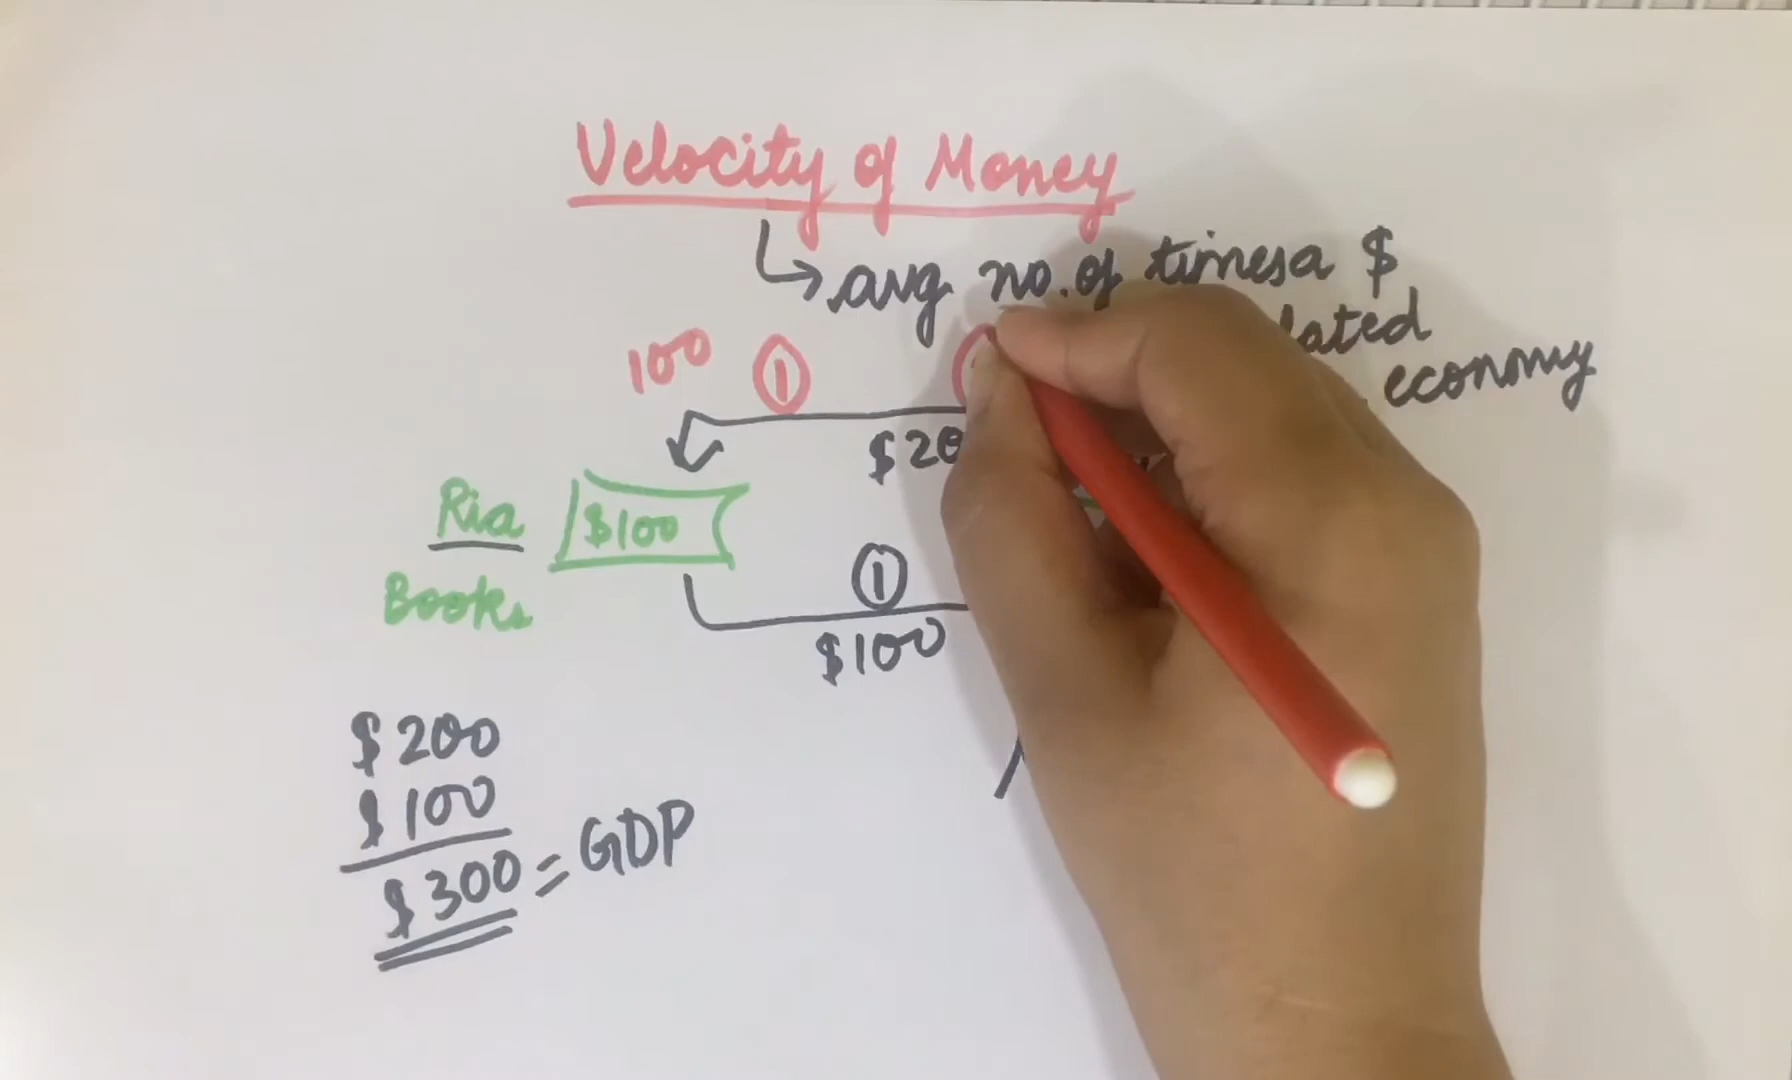 Velocity of Money
avg no. of times a $
lated
economy
100 1
$20
Ria $100
Books
1
$100
$200
$100
$300 = GDP